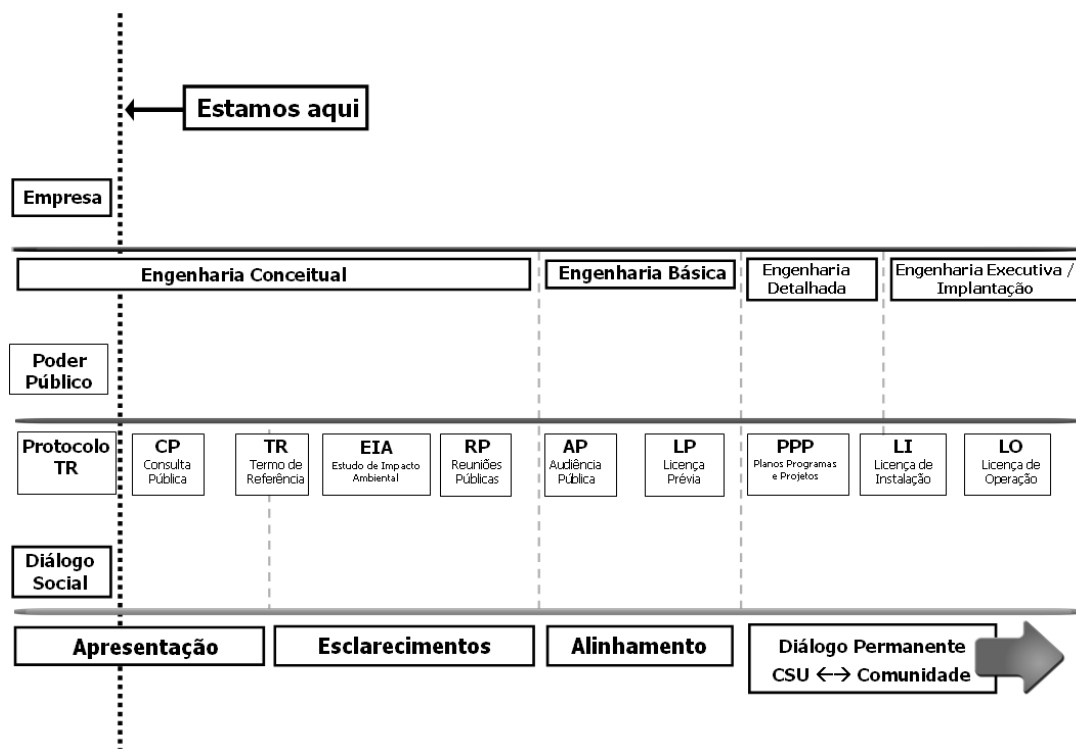 Estamos aqui
Empresa
Engenharia Conceitual
Engenharia Básica
Engenharia
Detalhada
Engenharia Executiva /
Implantação
Poder
Público
Protocolo
TR
CP
Consulta
Pública
TR
Termo de
Referência
EIA
Estudo de Impacto
Ambiental
RP
Reuniões
Públicas
AP
Audiência
Pública
LP
Licença
Prévia
PPP
Planos Programas
e Projetos
LI
Licença de
Instalação
LO
Licença de
Operação
Diálogo
Social
Apresentação
Esclarecimentos
Alinhamento
Diálogo Permanente
CSU ←→ Comunidade